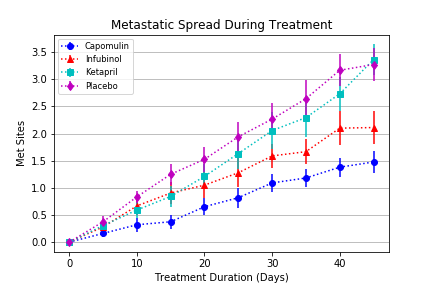 Metastatic Spread During Treatment
Capomulin
Infubinol
Ketapril
Placebo
Met Sites
3.5
3.0
2.5
2.0
1.5
1.0
0.5
0.0
0
10
20
30
40
Treatment Duration (Days)